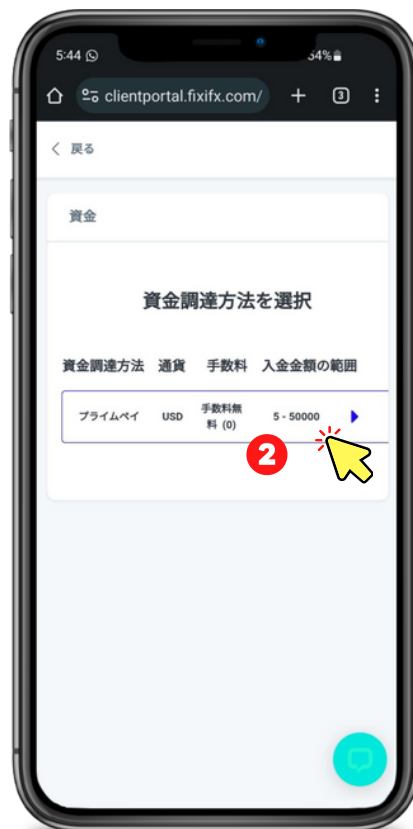 5:44 54%
clientportal.fixifx.com/ 3
戻る
資金
資金調達方法を選択
資金調達方法 通貨 手数料 入金金額の範囲
プライムペイ USD 手数料無料 (0) 5 - 50000
2